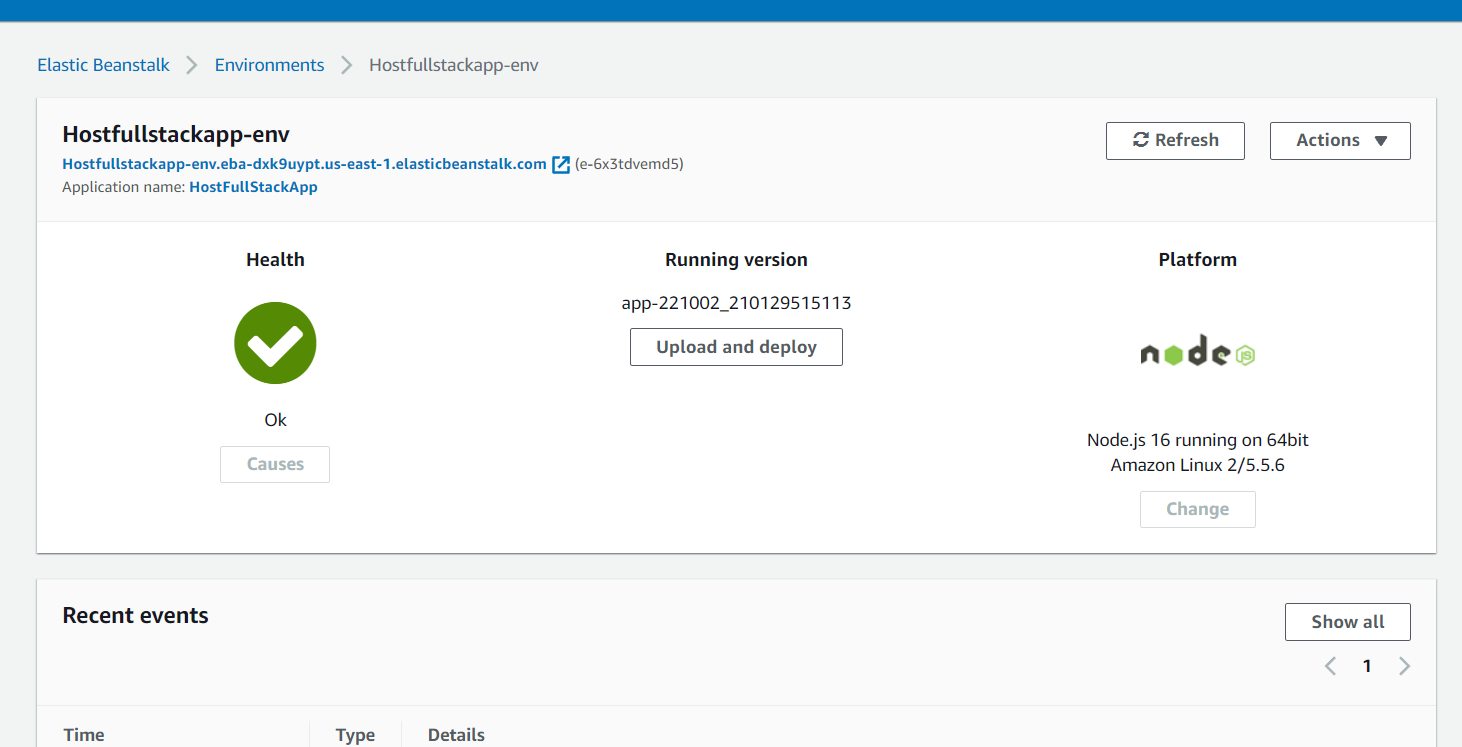 Elastic Beanstalk > Environments > Hostfullstackapp-env
Hostfullstackapp-env
Refresh
Actions
Hostfullstackapp-env.eba-dxk9uypt.us-east-1.elasticbeanstalk.com (e-6x3tdvemd5)
Application name: HostFullStackApp
Health
Ok
Causes
Running version
app-221002_210129515113
Upload and deploy
Platform
node JS
Node.js 16 running on 64bit
Amazon Linux 2/5.5.6
Change
Recent events
Show all
1
Time Type Details